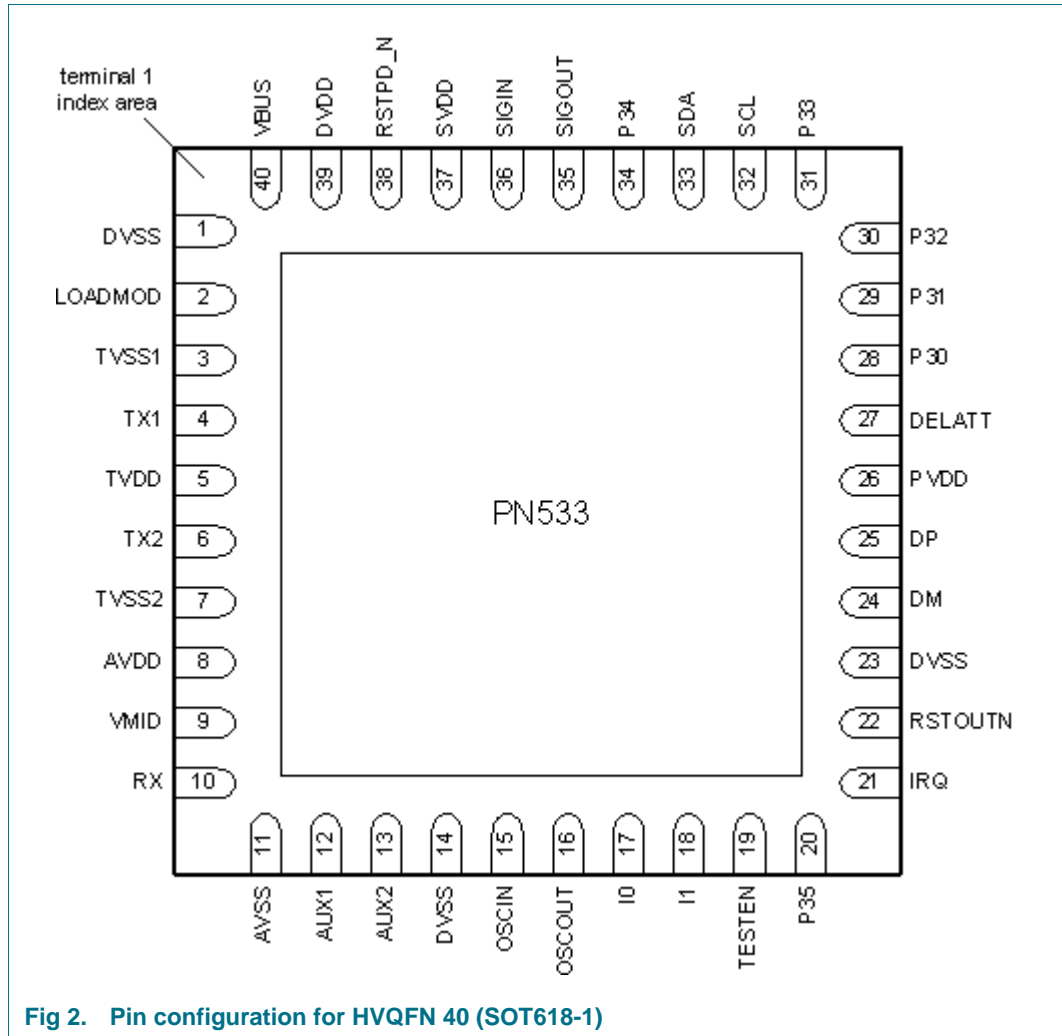 terminal 1
index area
VBUS
DVDD
RSTPD_N
SVDD
SIGIN
SIGOUT
P34
SDA
SCL
P33
40
39
38
37
36
35
34
33
32
31
DVSS 1
LOADMOD 2
TVSS1 3
TX1 4
TVDD 5
TX2 6
TVSS2 7
AVDD 8
VMID 9
RX 10
PN533
30 P32
29 P31
28 P30
27 DELATT
26 PVDD
25 DP
24 DM
23 DVSS
22 RSTOUTN
21 IRQ
11
12
13
14
15
16
17
18
19
20
AVSS
AUX1
AUX2
DVSS
OSCIN
OSCOUT
I0
I1
TESTEN
P35
Fig 2. Pin configuration for HVQFN 40 (SOT618-1)